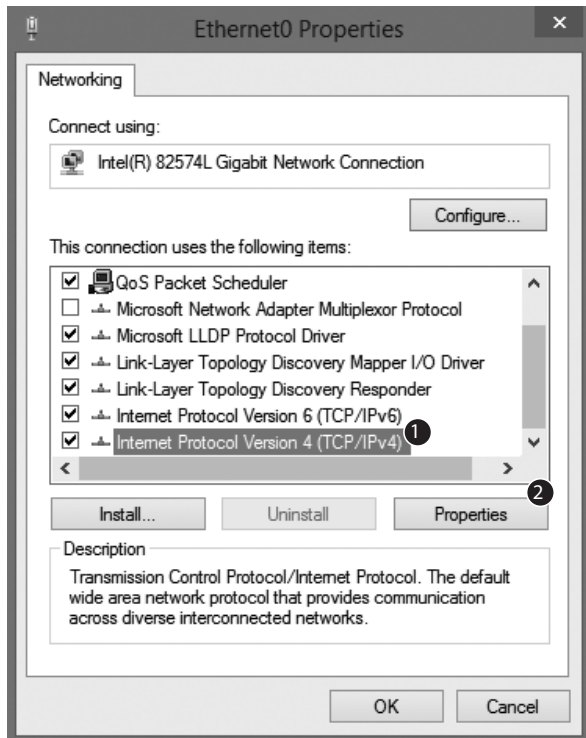 Ethernet0 Properties
Networking
Connect using:
Intel(R) 82574L Gigabit Network Connection
Configure...
This connection uses the following items:
QoS Packet Scheduler
Microsoft Network Adapter Multiplexor Protocol
Microsoft LLDP Protocol Driver
Link-Layer Topology Discovery Mapper I/O Driver
Link-Layer Topology Discovery Responder
Internet Protocol Version 6 (TCP/IPv6)
Internet Protocol Version 4 (TCP/IPv4) 1
2
Install... Uninstall Properties
Description
Transmission Control Protocol/Internet Protocol. The default
wide area network protocol that provides communication
across diverse interconnected networks.
OK Cancel